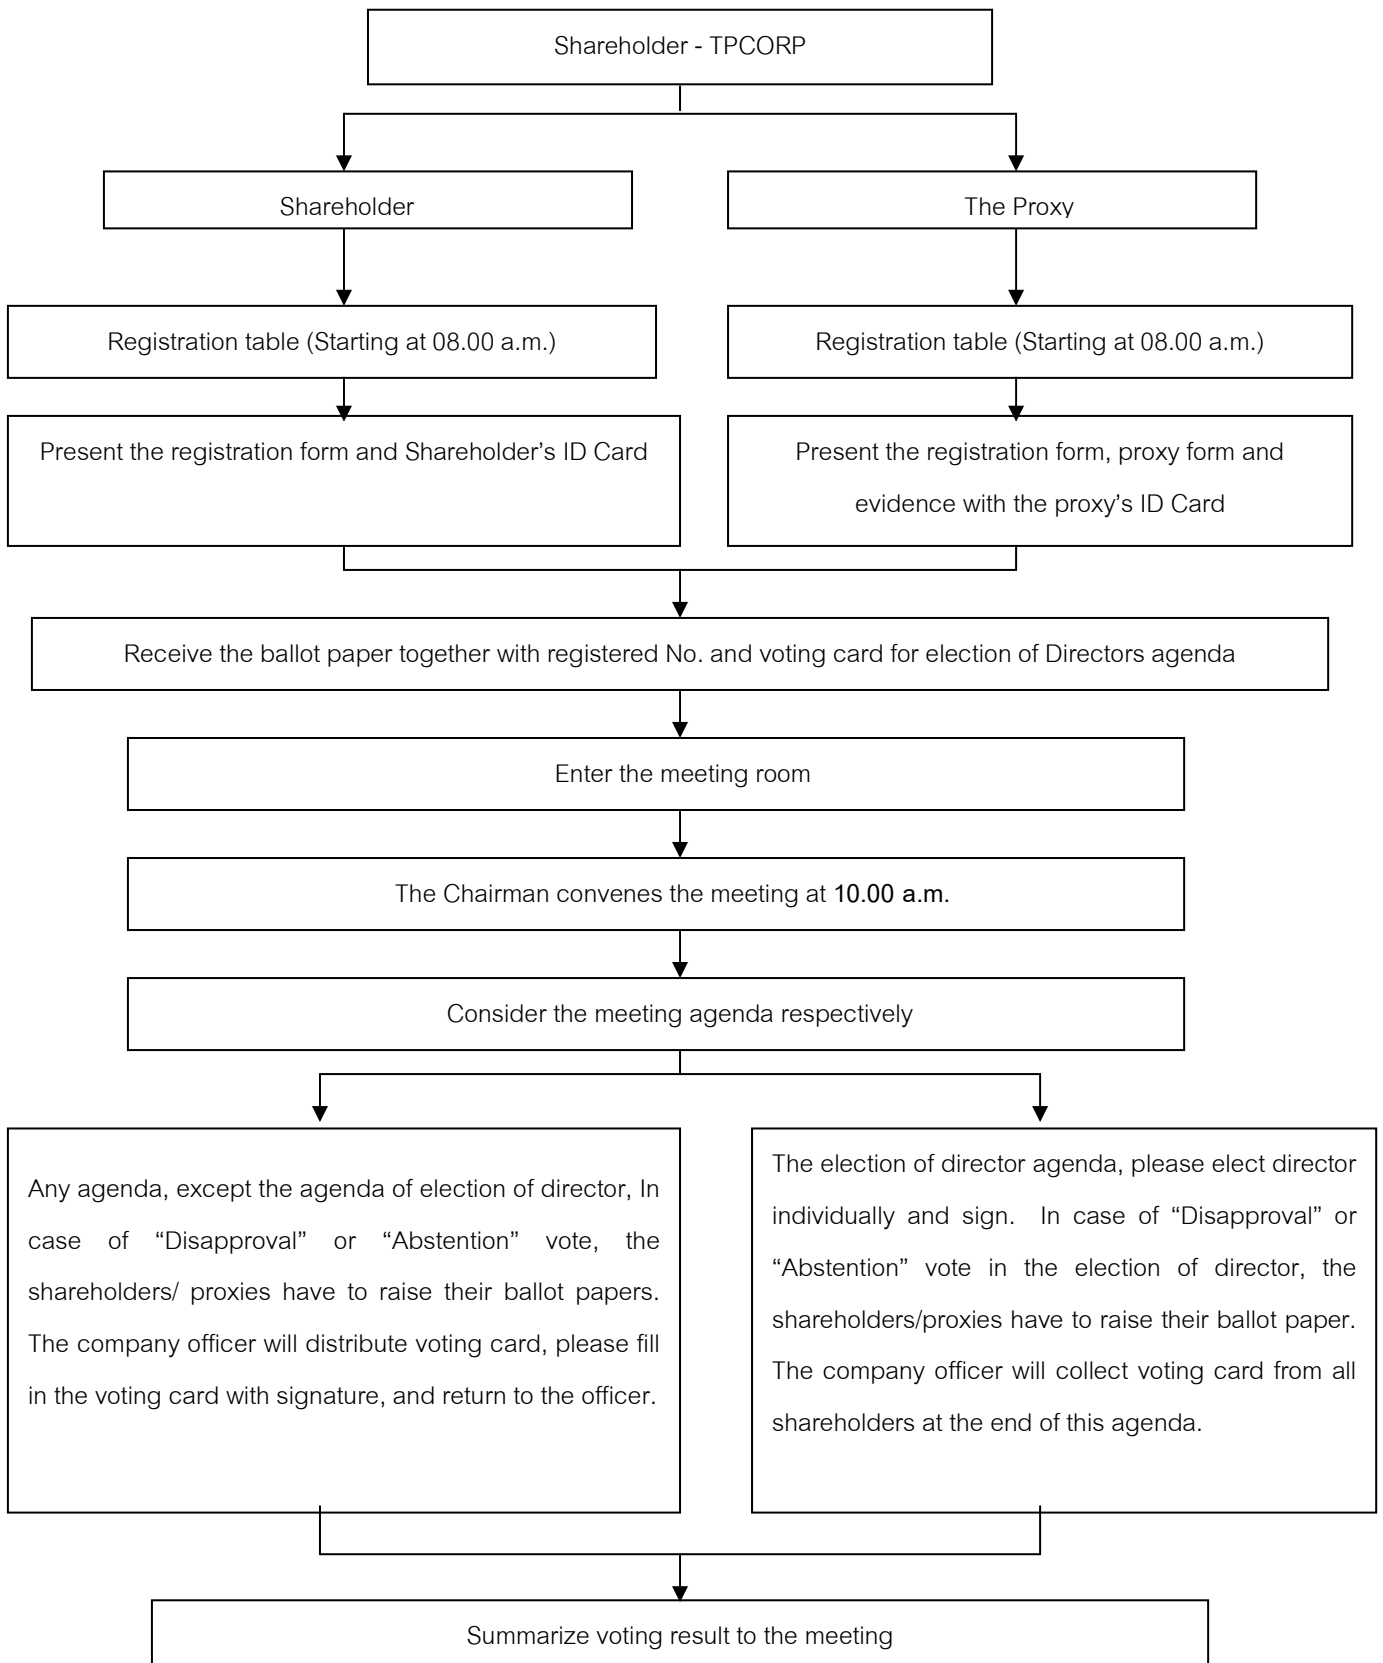 Shareholder - TPCORP
Shareholder
The Proxy
Registration table (Starting at 08.00 a.m.)
Registration table (Starting at 08.00 a.m.)
Present the registration form and Shareholder’s ID Card
Present the registration form, proxy form and
evidence with the proxy’s ID Card
Receive the ballot paper together with registered No. and voting card for election of Directors agenda
Enter the meeting room
The Chairman convenes the meeting at 10.00 a.m.
Consider the meeting agenda respectively
Any agenda, except the agenda of election of director, In
case of “Disapproval” or “Abstention” vote, the
shareholders/ proxies have to raise their ballot papers.
The company officer will distribute voting card, please fill
in the voting card with signature, and return to the officer.
The election of director agenda, please elect director
individually and sign. In case of “Disapproval” or
“Abstention” vote in the election of director, the
shareholders/proxies have to raise their ballot paper.
The company officer will collect voting card from all
shareholders at the end of this agenda.
Summarize voting result to the meeting